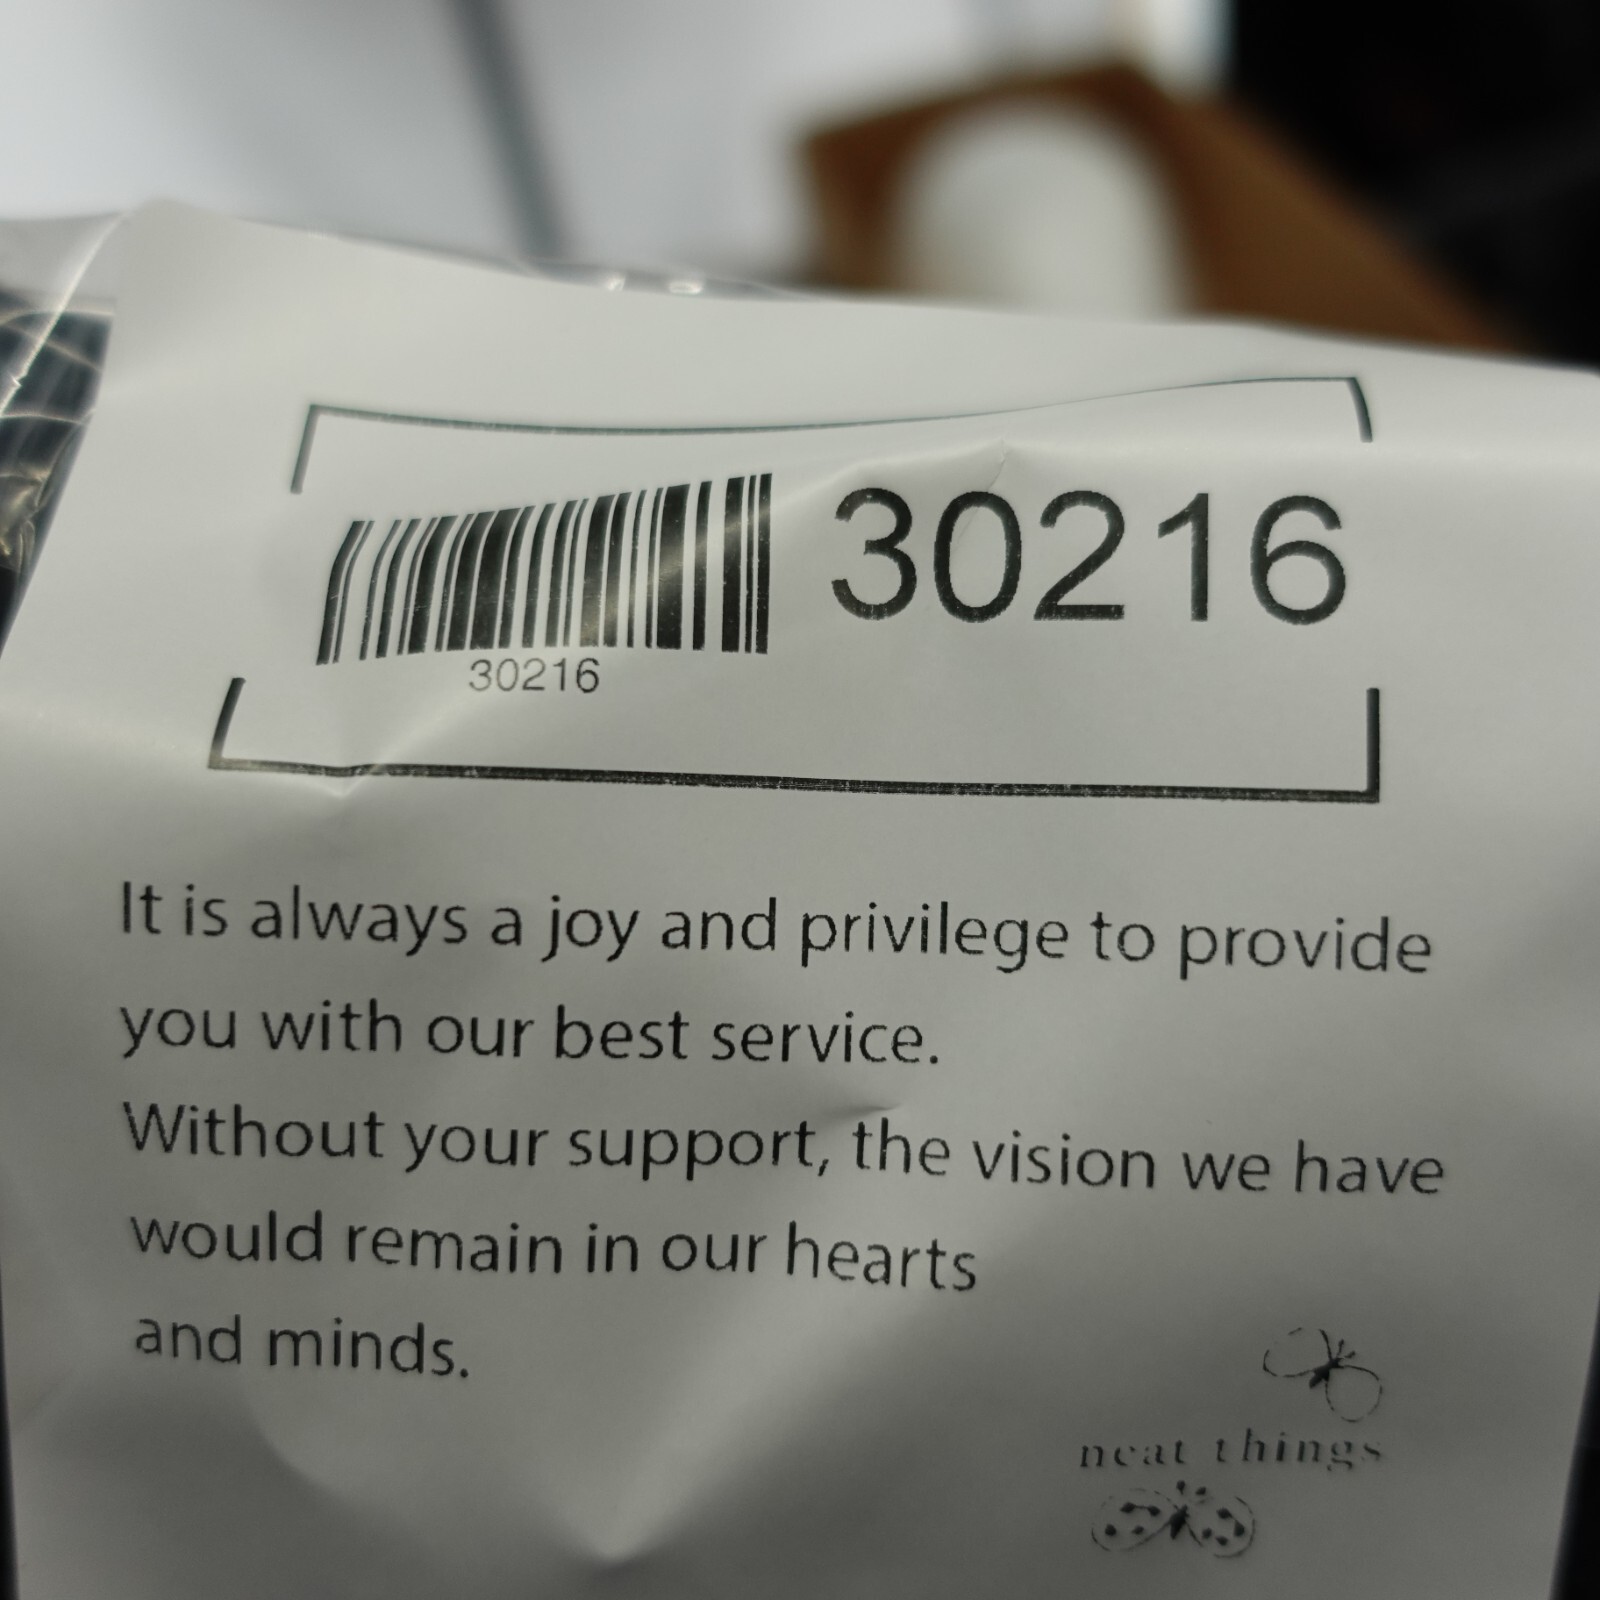 30216
30216
It is always a joy and privilege to provide
you with our best service.
Without your support, the vision we have
would remain in our hearts
and minds.
neat things